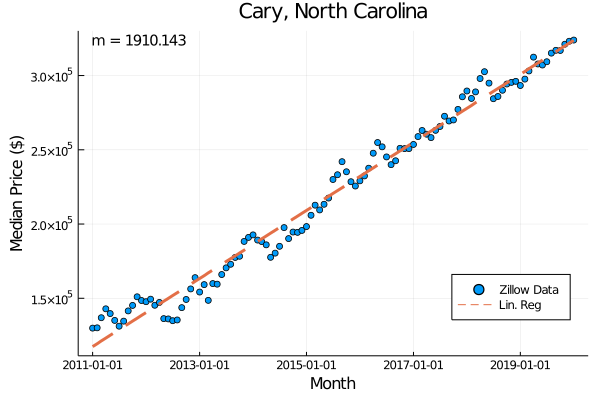 Cary, North Carolina
m = 1910.143
3.0×10⁵
2.5×10⁵
2.0×10⁵
1.5×10⁵
Median Price ($)
Zillow Data
Lin. Reg
2011-01-01 2013-01-01 2015-01-01 2017-01-01 2019-01-01
Month